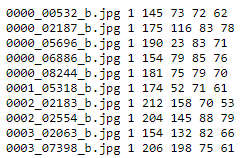 0000_00532_b.jpg 1 145 73 72 62
0000_02187_b.jpg 1 175 116 83 78
0000_05696_b.jpg 1 190 23 83 71
0000_06886_b.jpg 1 154 79 85 76
0000_08244_b.jpg 1 181 75 79 70
0001_05318_b.jpg 1 174 52 71 61
0002_02183_b.jpg 1 212 158 70 53
0002_02554_b.jpg 1 204 145 88 79
0003_02063_b.jpg 1 154 132 82 66
0003_07398_b.jpg 1 206 198 75 61